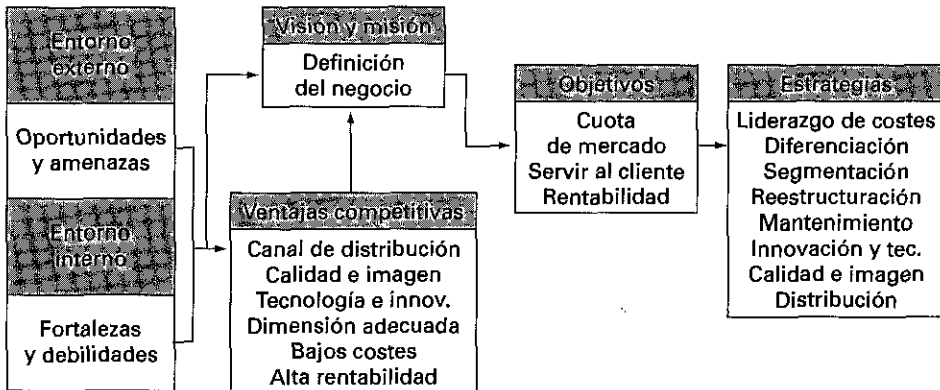 Entorno
externo
Oportunidades
y amenazas
Entorno
interno
Fortalezas
y debilidades
Visión y misión
Definición
del negocio
Ventajas competitivas
Canal de distribución
Calidad e imagen
Tecnología e innov.
Dimensión adecuada
Bajos costes
Alta rentabilidad
Objetivos
Cuota
de mercado
Servir al cliente
Rentabilidad
Estrategias
Liderazgo de costes
Diferenciación
Segmentación
Reestructuración
Mantenimiento
Innovación y tec.
Calidad e imagen
Distribución